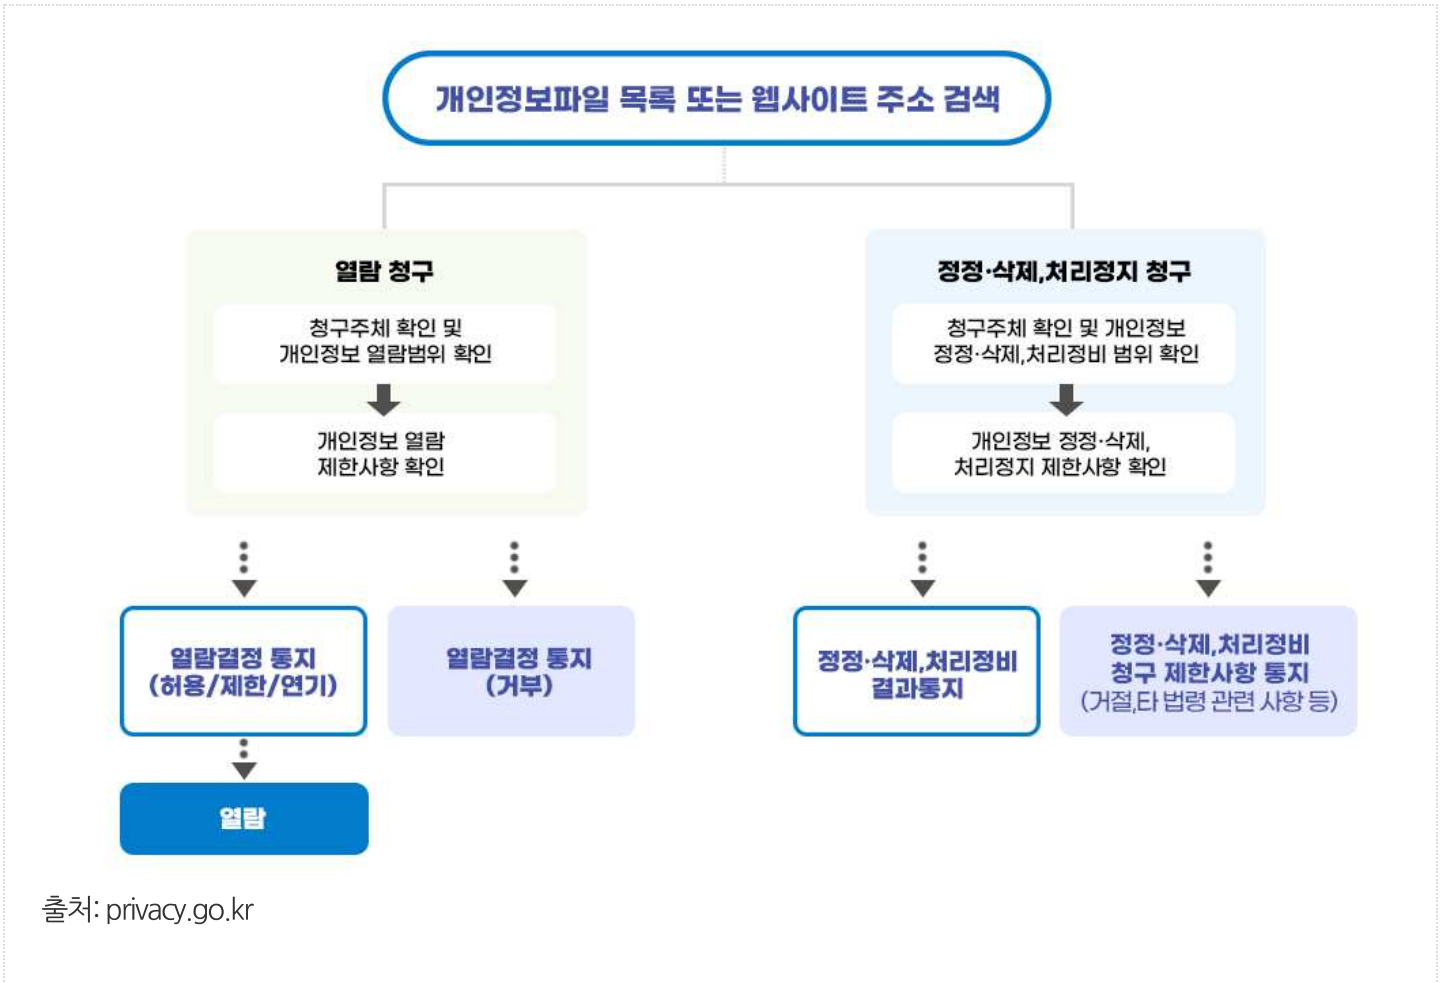 개인정보파일 목록 또는 웹사이트 주소 검색
열람 청구
청구주체 확인 및
개인정보 열람범위 확인
개인정보 열람
제한사항 확인
열람결정 통지
(허용/제한/연기)
열람결정 통지
(거부)
열람
정정·삭제,처리정지 청구
청구주체 확인 및 개인정보
정정·삭제,처리정비 범위 확인
개인정보 정정·삭제,
처리정지 제한사항 확인
정정·삭제,처리정비
결과통지
정정·삭제,처리정비
청구 제한사항 통지
(거절,타 법령 관련 사항 등)
출처: privacy.go.kr